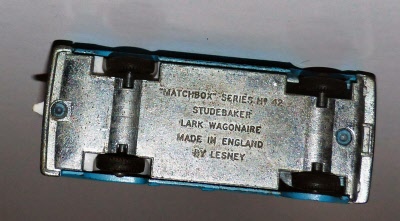 "MATCHBOX" SERIES Nº 42
STUDEBAKER
LARK WAGONAIRE
MADE IN ENGLAND
BY LESNEY